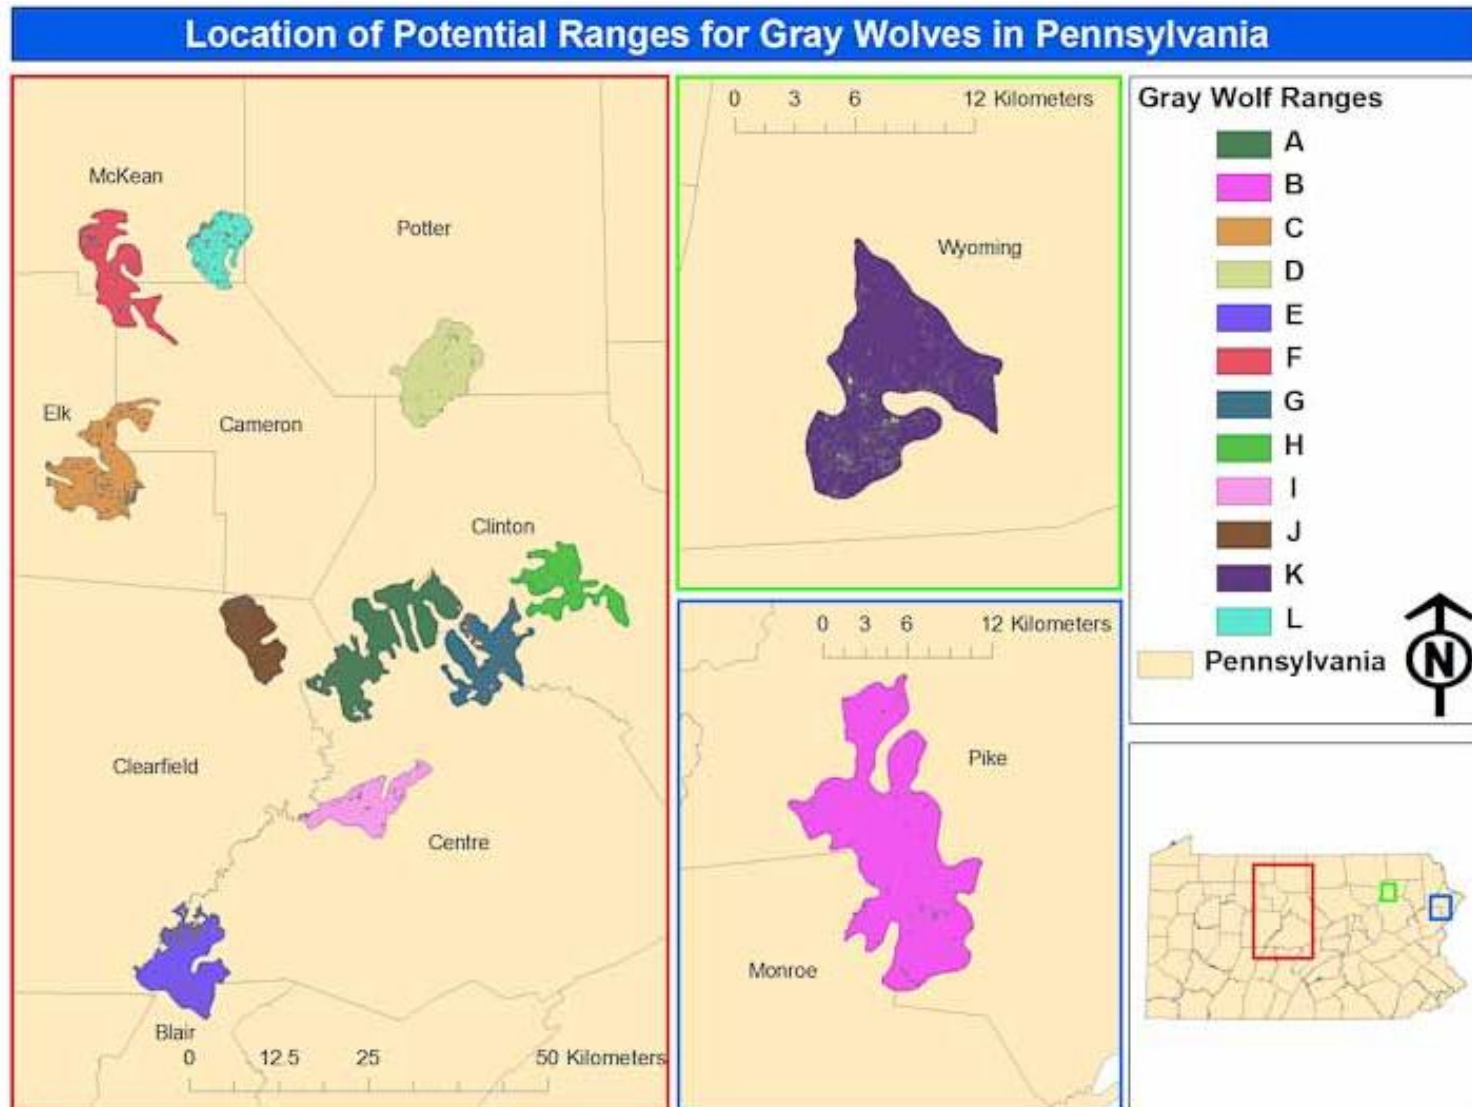 Location of Potential Ranges for Gray Wolves in Pennsylvania
McKean
Potter
Elk
Cameron
Clinton
Clearfield
Centre
Blair
0 12.5 25 50 Kilometers
0 3 6 12 Kilometers
Wyoming
0 3 6 12 Kilometers
Pike
Monroe
Gray Wolf Ranges
A
B
C
D
E
F
G
H
I
J
K
L
Pennsylvania
N